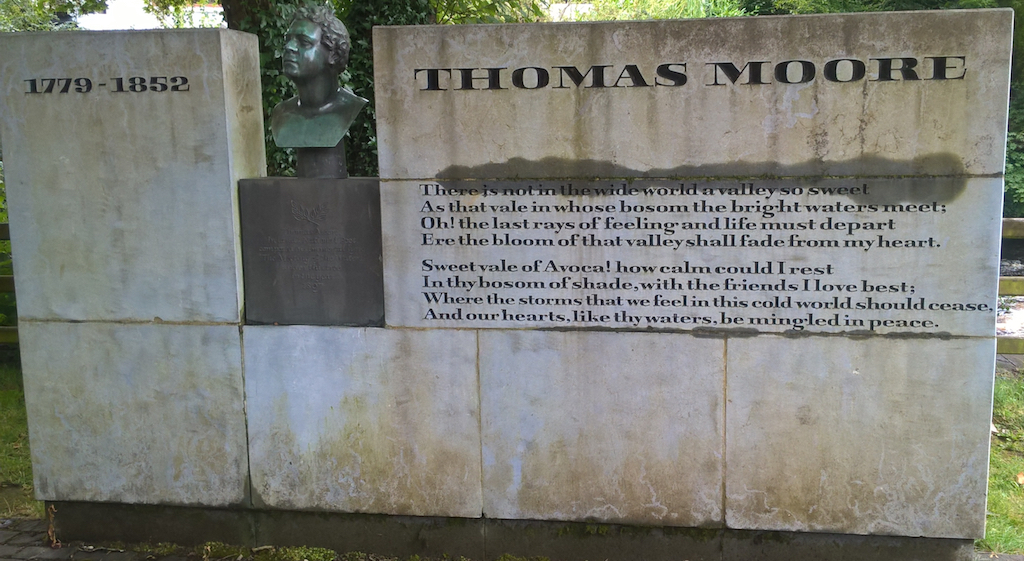 1779-1852
THOMAS MOORE
There is not in the wide world a valley so sweet
As that vale in whose bosom the bright waters meet;
Oh! the last rays of feeling and life must depart
Ere the bloom of that valley shall fade from my heart.
Sweet vale of Avoca! how calm could I rest
In thy bosom of shade, with the friends I love best;
Where the storms that we feel in this cold world should cease,
And our hearts, like thy waters, be mingled in peace.